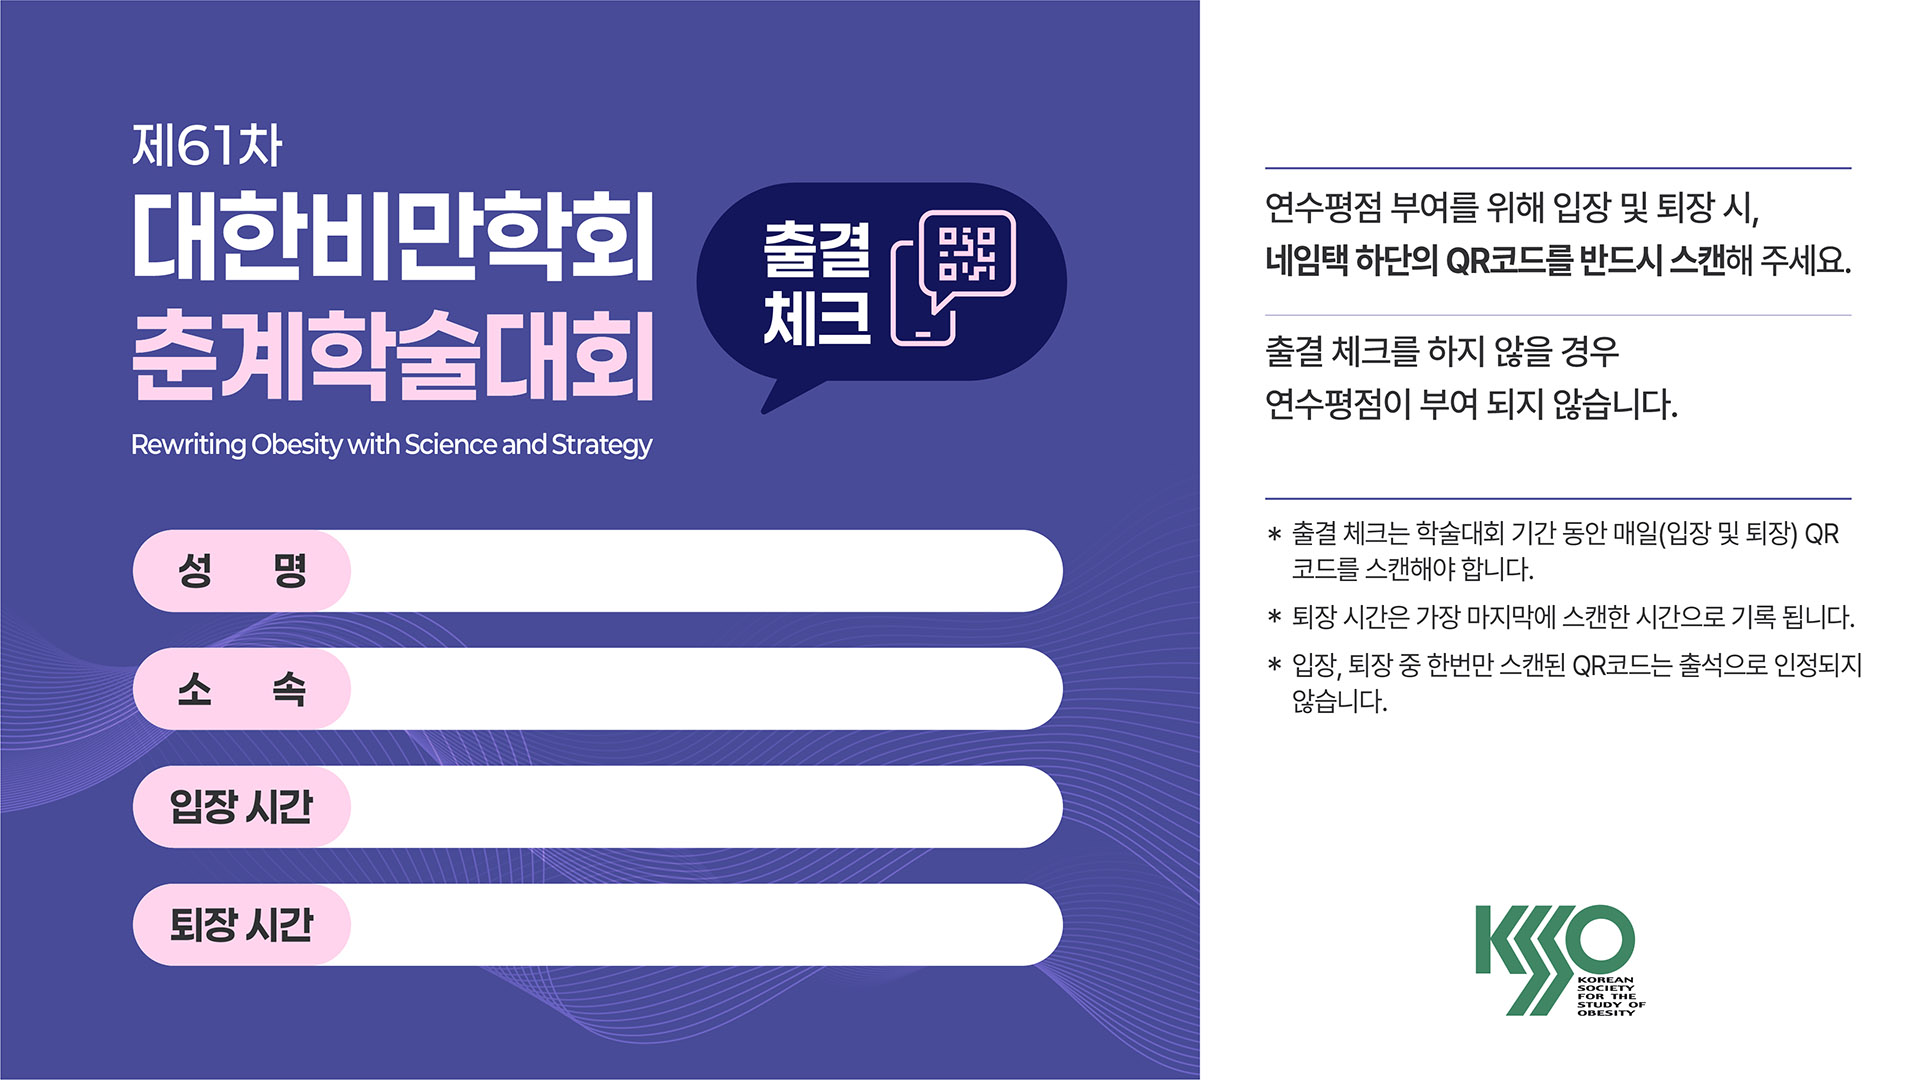 제61차
대한비만학회
춘계학술대회
Rewriting Obesity with Science and Strategy
출결
체크
성 명
소 속
입장 시간
퇴장 시간
연수평점 부여를 위해 입장 및 퇴장 시,
네임택 하단의 QR코드를 반드시 스캔해 주세요.
출결 체크를 하지 않을 경우
연수평점이 부여 되지 않습니다.
* 출결 체크는 학술대회 기간 동안 매일(입장 및 퇴장) QR
코드를 스캔해야 합니다.
* 퇴장 시간은 가장 마지막에 스캔한 시간으로 기록 됩니다.
* 입장, 퇴장 중 한번만 스캔된 QR코드는 출석으로 인정되지
않습니다.
KSSO
KOREAN
SOCIETY
FOR THE
STUDY OF
OBESITY